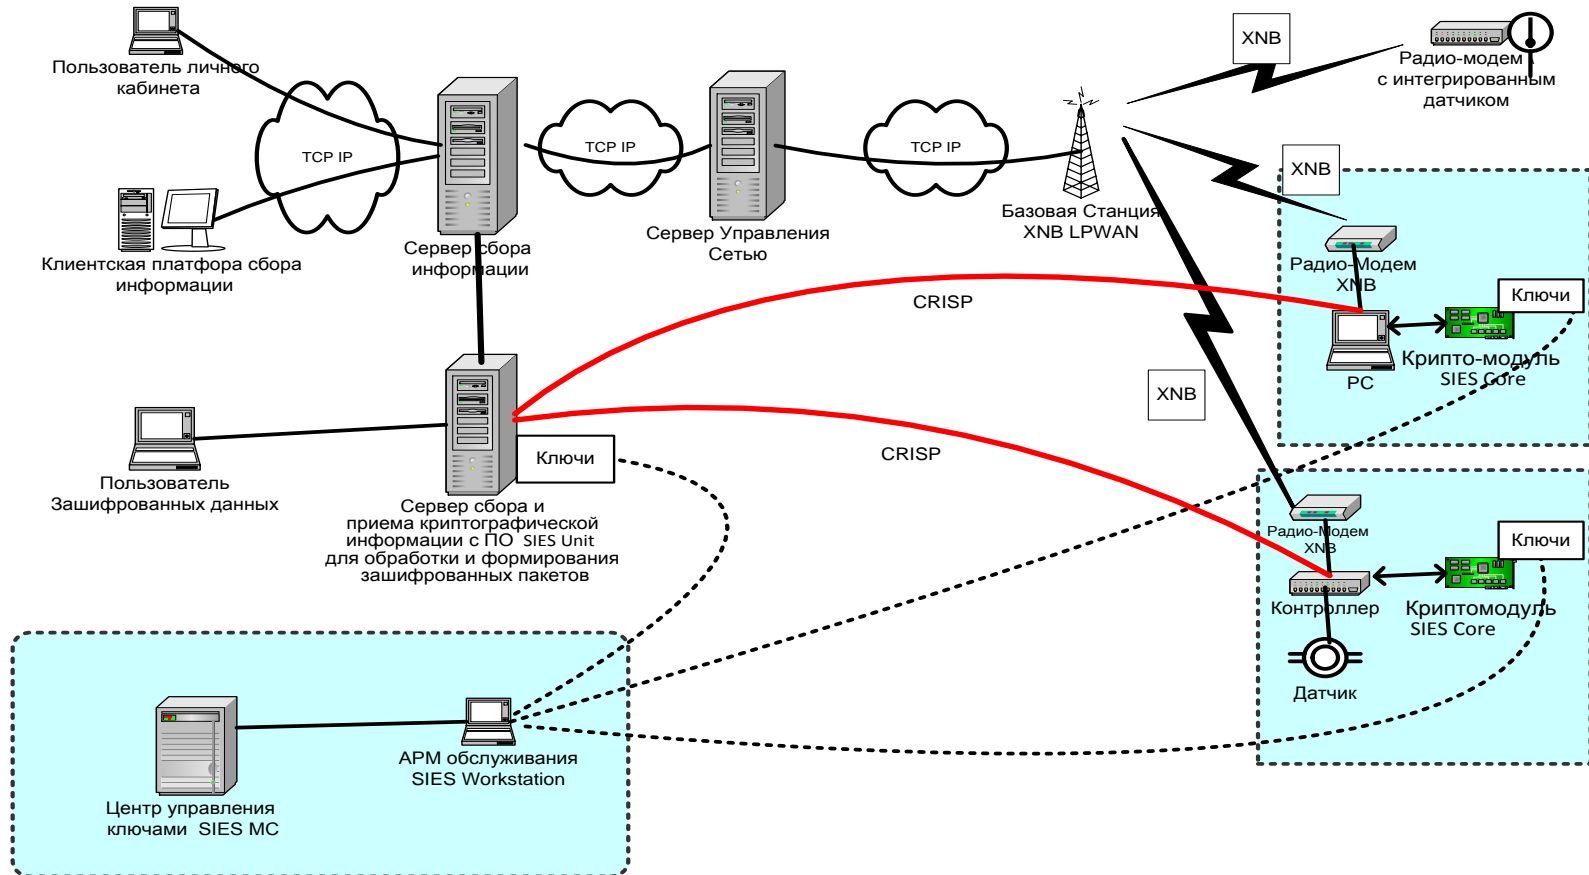 Пользователь личного
кабинета
TCP IP
Клиентская платфора сбора
информации
Сервер сбора
информации
TCP IP
Сервер Управления
Сетью
TCP IP
Базовая Станция
XNB LPWAN
XNB
Радио-модем
с интегрированным
датчиком
XNB
Радио-Модем
XNB
Ключи
PC
Крипто-модуль
SIES Core
CRISP
XNB
CRISP
Пользователь
Зашифрованных данных
Ключи
Сервер сбора и
приема криптографической
информации с ПО SIES Unit
для обработки и формирования
зашифрованных пакетов
Радио-Модем
XNB
Ключи
Контроллер
Криптомодуль
SIES Core
Датчик
АРМ обслуживания
SIES Workstation
Центр управления
ключами SIES MC